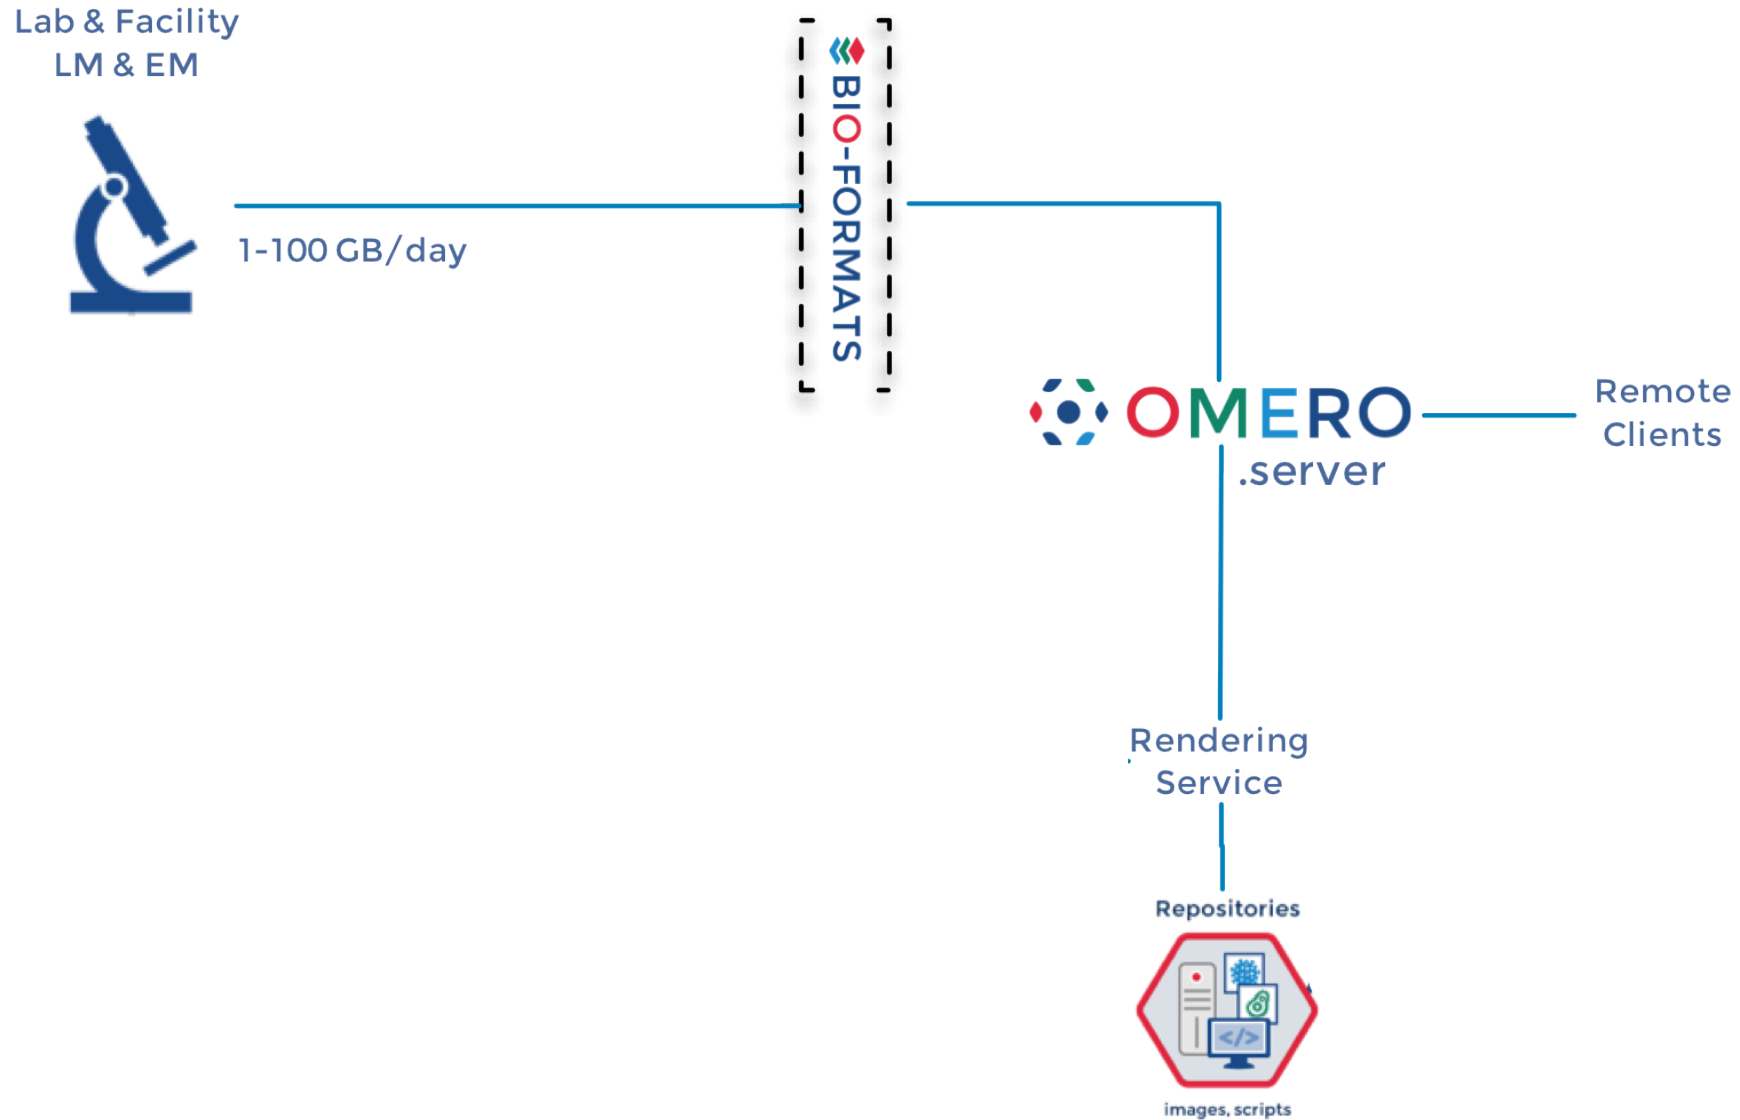 Lab & Facility
LM & EM
1-100 GB/day
BIO-FORMATS
OMERO
.server
Remote
Clients
Rendering
Service
Repositories
</>
images, scripts